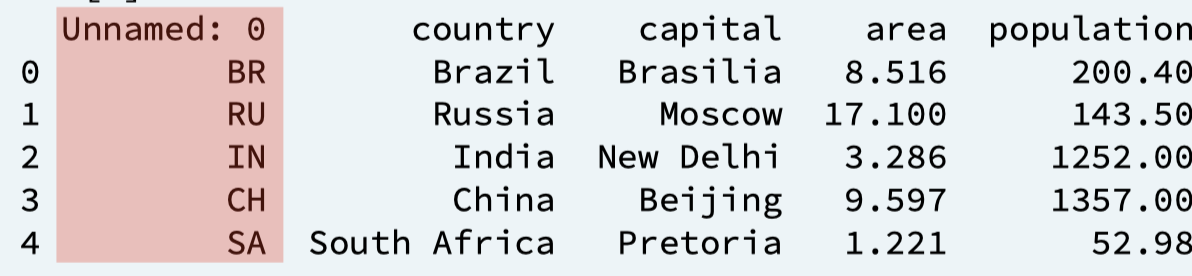 Unnamed: 0 country capital area population
0 BR Brazil Brasilia 8.516 200.40
1 RU Russia Moscow 17.100 143.50
2 IN India New Delhi 3.286 1252.00
3 CH China Beijing 9.597 1357.00
4 SA South Africa Pretoria 1.221 52.98